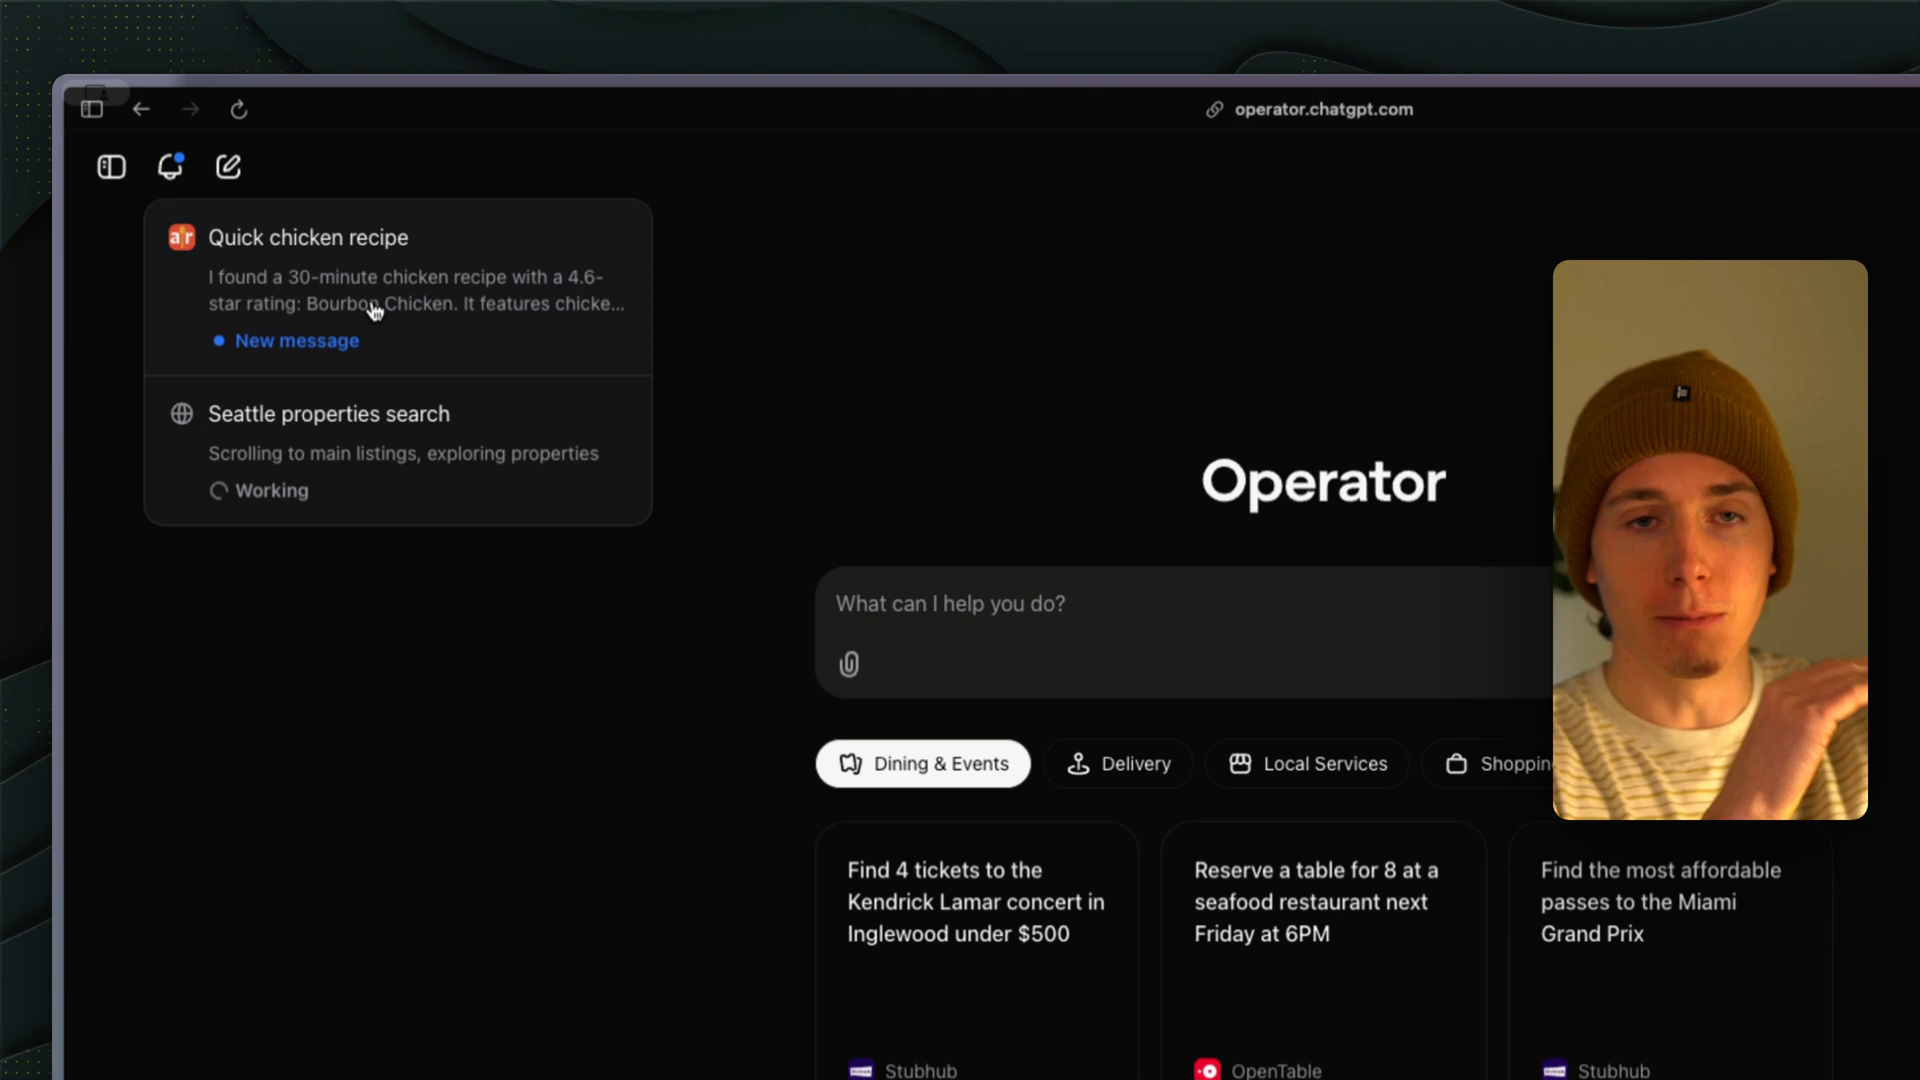 operator.chatgpt.com
ar Quick chicken recipe
I found a 30-minute chicken recipe with a 4.6-
star rating: Bourbon Chicken. It features chicke...
New message
Seattle properties search
Scrolling to main listings, exploring properties
Working
Operator
What can I help you do?
Dining & Events
Delivery
Local Services
Shoppin
Find 4 tickets to the
Kendrick Lamar concert in
Inglewood under $500
Stubhub
Reserve a table for 8 at a
seafood restaurant next
Friday at 6PM
OpenTable
Find the most affordable
passes to the Miami
Grand Prix
Stubhub